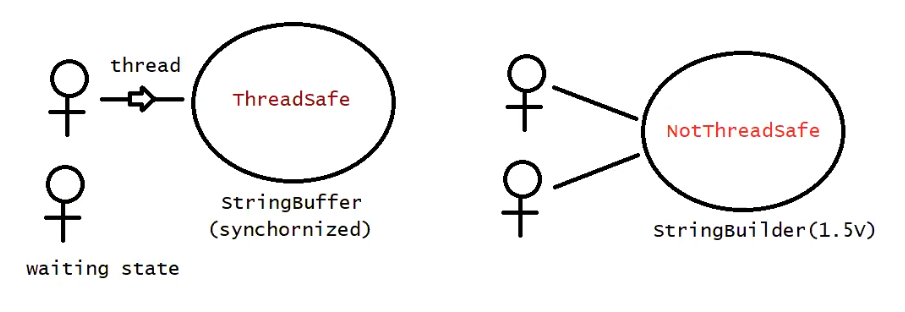 thread
ThreadSafe
StringBuffer
(synchornized)
waiting state
NotThreadSafe
StringBuilder(1.5V)